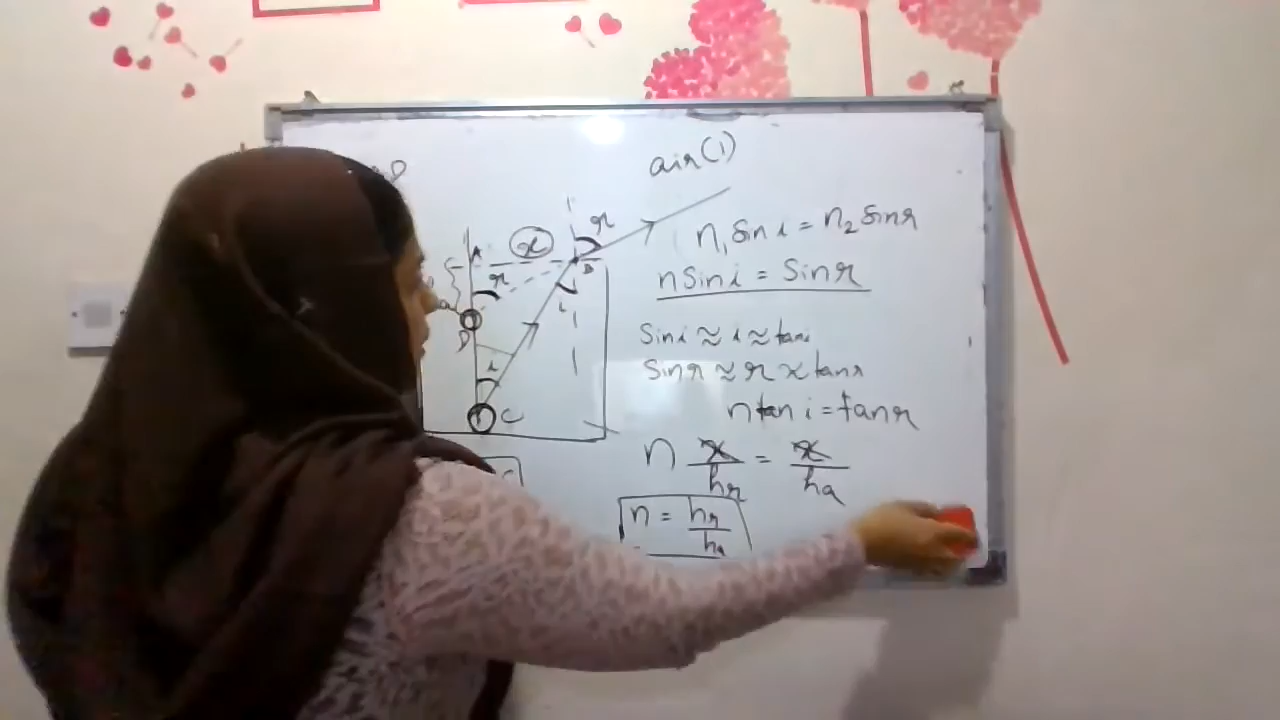 air(1)
A x r
B
n₁ sin i = n₂ sin r
r
n sin i = sin r
i
a
D
sin i ≈ i ≈ tan i
i
sin r ≈ r ≈ tan r
C
n tan i = tan r
n x/hr = x/ha
n = hr/ha